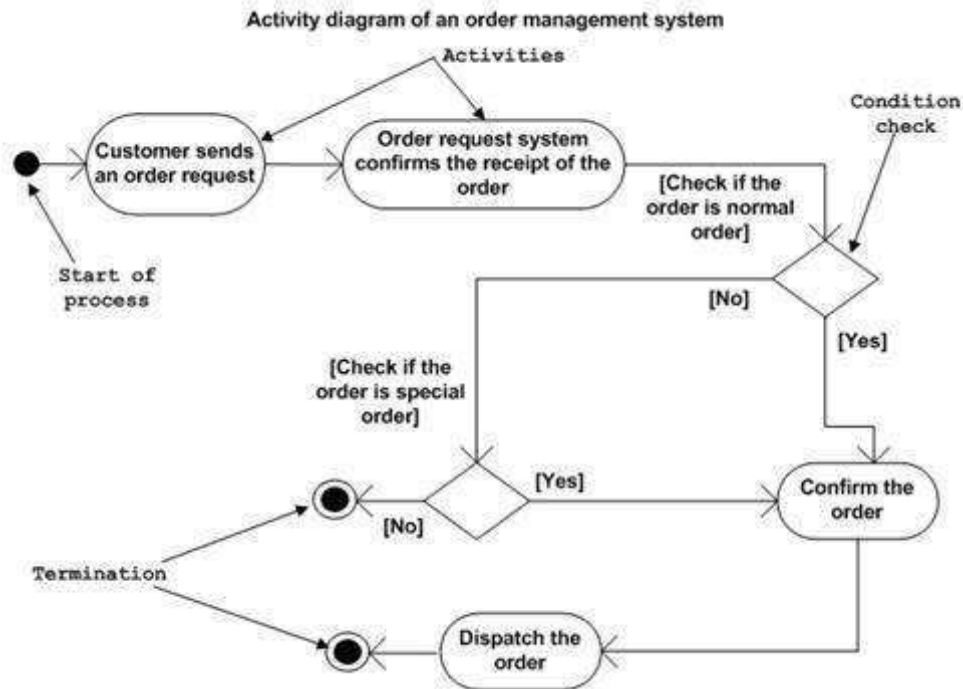 Activity diagram of an order management system
Activities
Condition
check
Customer sends
an order request
Order request system
confirms the receipt of the
order
[Check if the
order is normal
order]
Start of
process
[No]
[Yes]
[Check if the
order is special
order]
[Yes]
[No]
Confirm the
order
Termination
Dispatch the
order